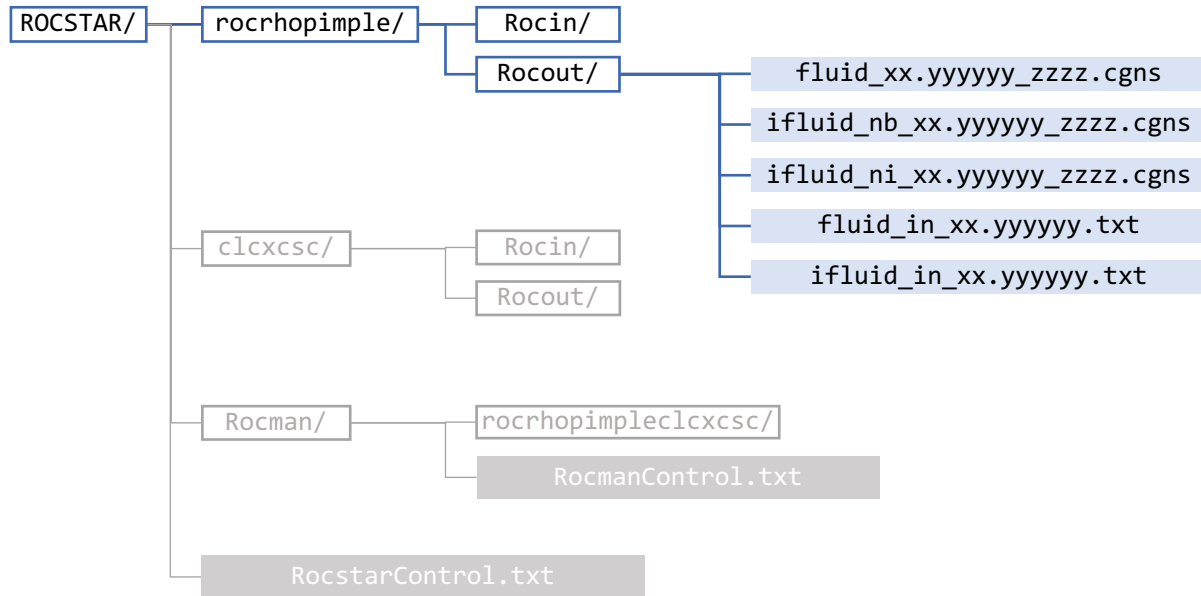 ROCSTAR/
rocrhopimple/
Rocin/
Rocout/
fluid_xx.yyyyyy_zzzz.cgns
ifluid_nb_xx.yyyyyy_zzzz.cgns
ifluid_ni_xx.yyyyyy_zzzz.cgns
fluid_in_xx.yyyyyy.txt
ifluid_in_xx.yyyyyy.txt
clcxcsc/
Rocin/
Rocout/
Rocman/
rocrhopimpleclcxcsc/
RocmanControl.txt
RocstarControl.txt